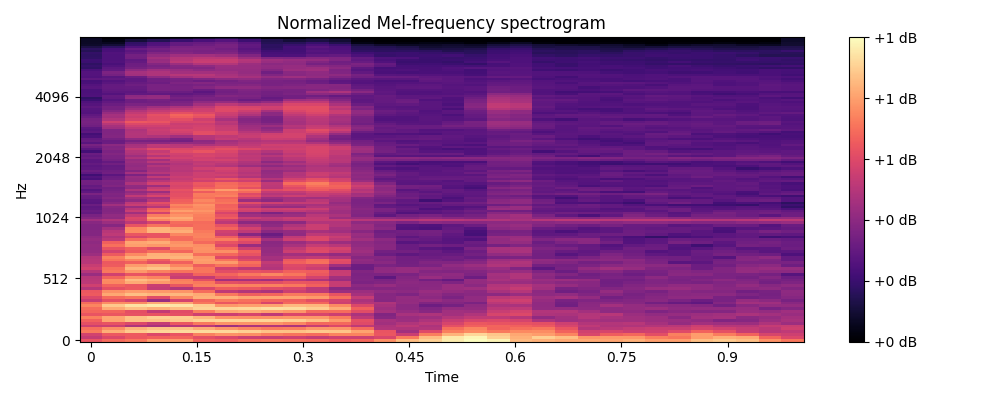 Normalized Mel-frequency spectrogram
Hz
4096
2048
1024
512
0
0 0.15 0.3 0.45 0.6 0.75 0.9
Time
+1 dB
+1 dB
+1 dB
+0 dB
+0 dB
+0 dB